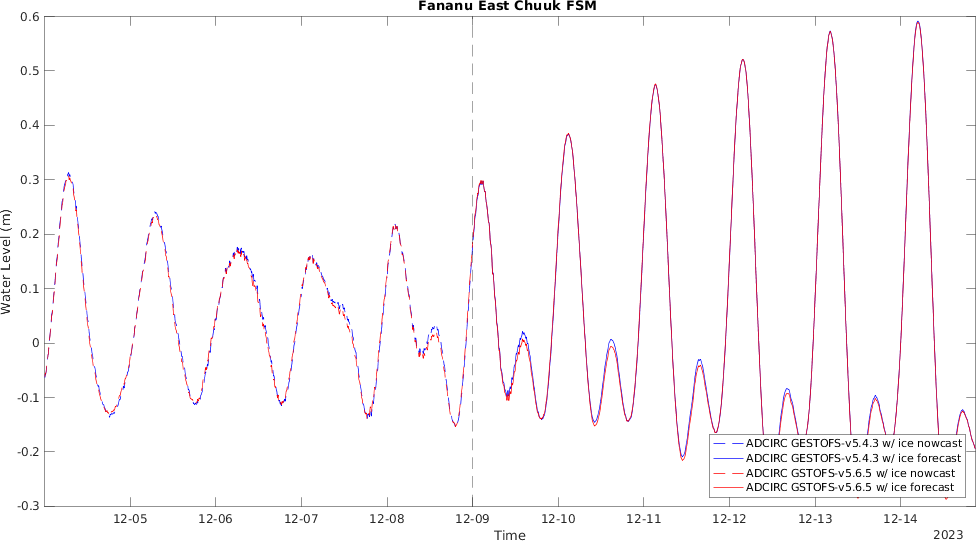 Fananu East Chuuk FSM
0.6
0.5
0.4
0.3
0.2
0.1
0
-0.1
-0.2
-0.3
Water Level (m)
12-05 12-06 12-07 12-08 12-09 12-10 12-11 12-12 12-13 12-14
Time
2023
ADCIRC GESTOFS-v5.4.3 w/ ice nowcast
ADCIRC GESTOFS-v5.4.3 w/ ice forecast
ADCIRC GSTOFS-v5.6.5 w/ ice nowcast
ADCIRC GSTOFS-v5.6.5 w/ ice forecast